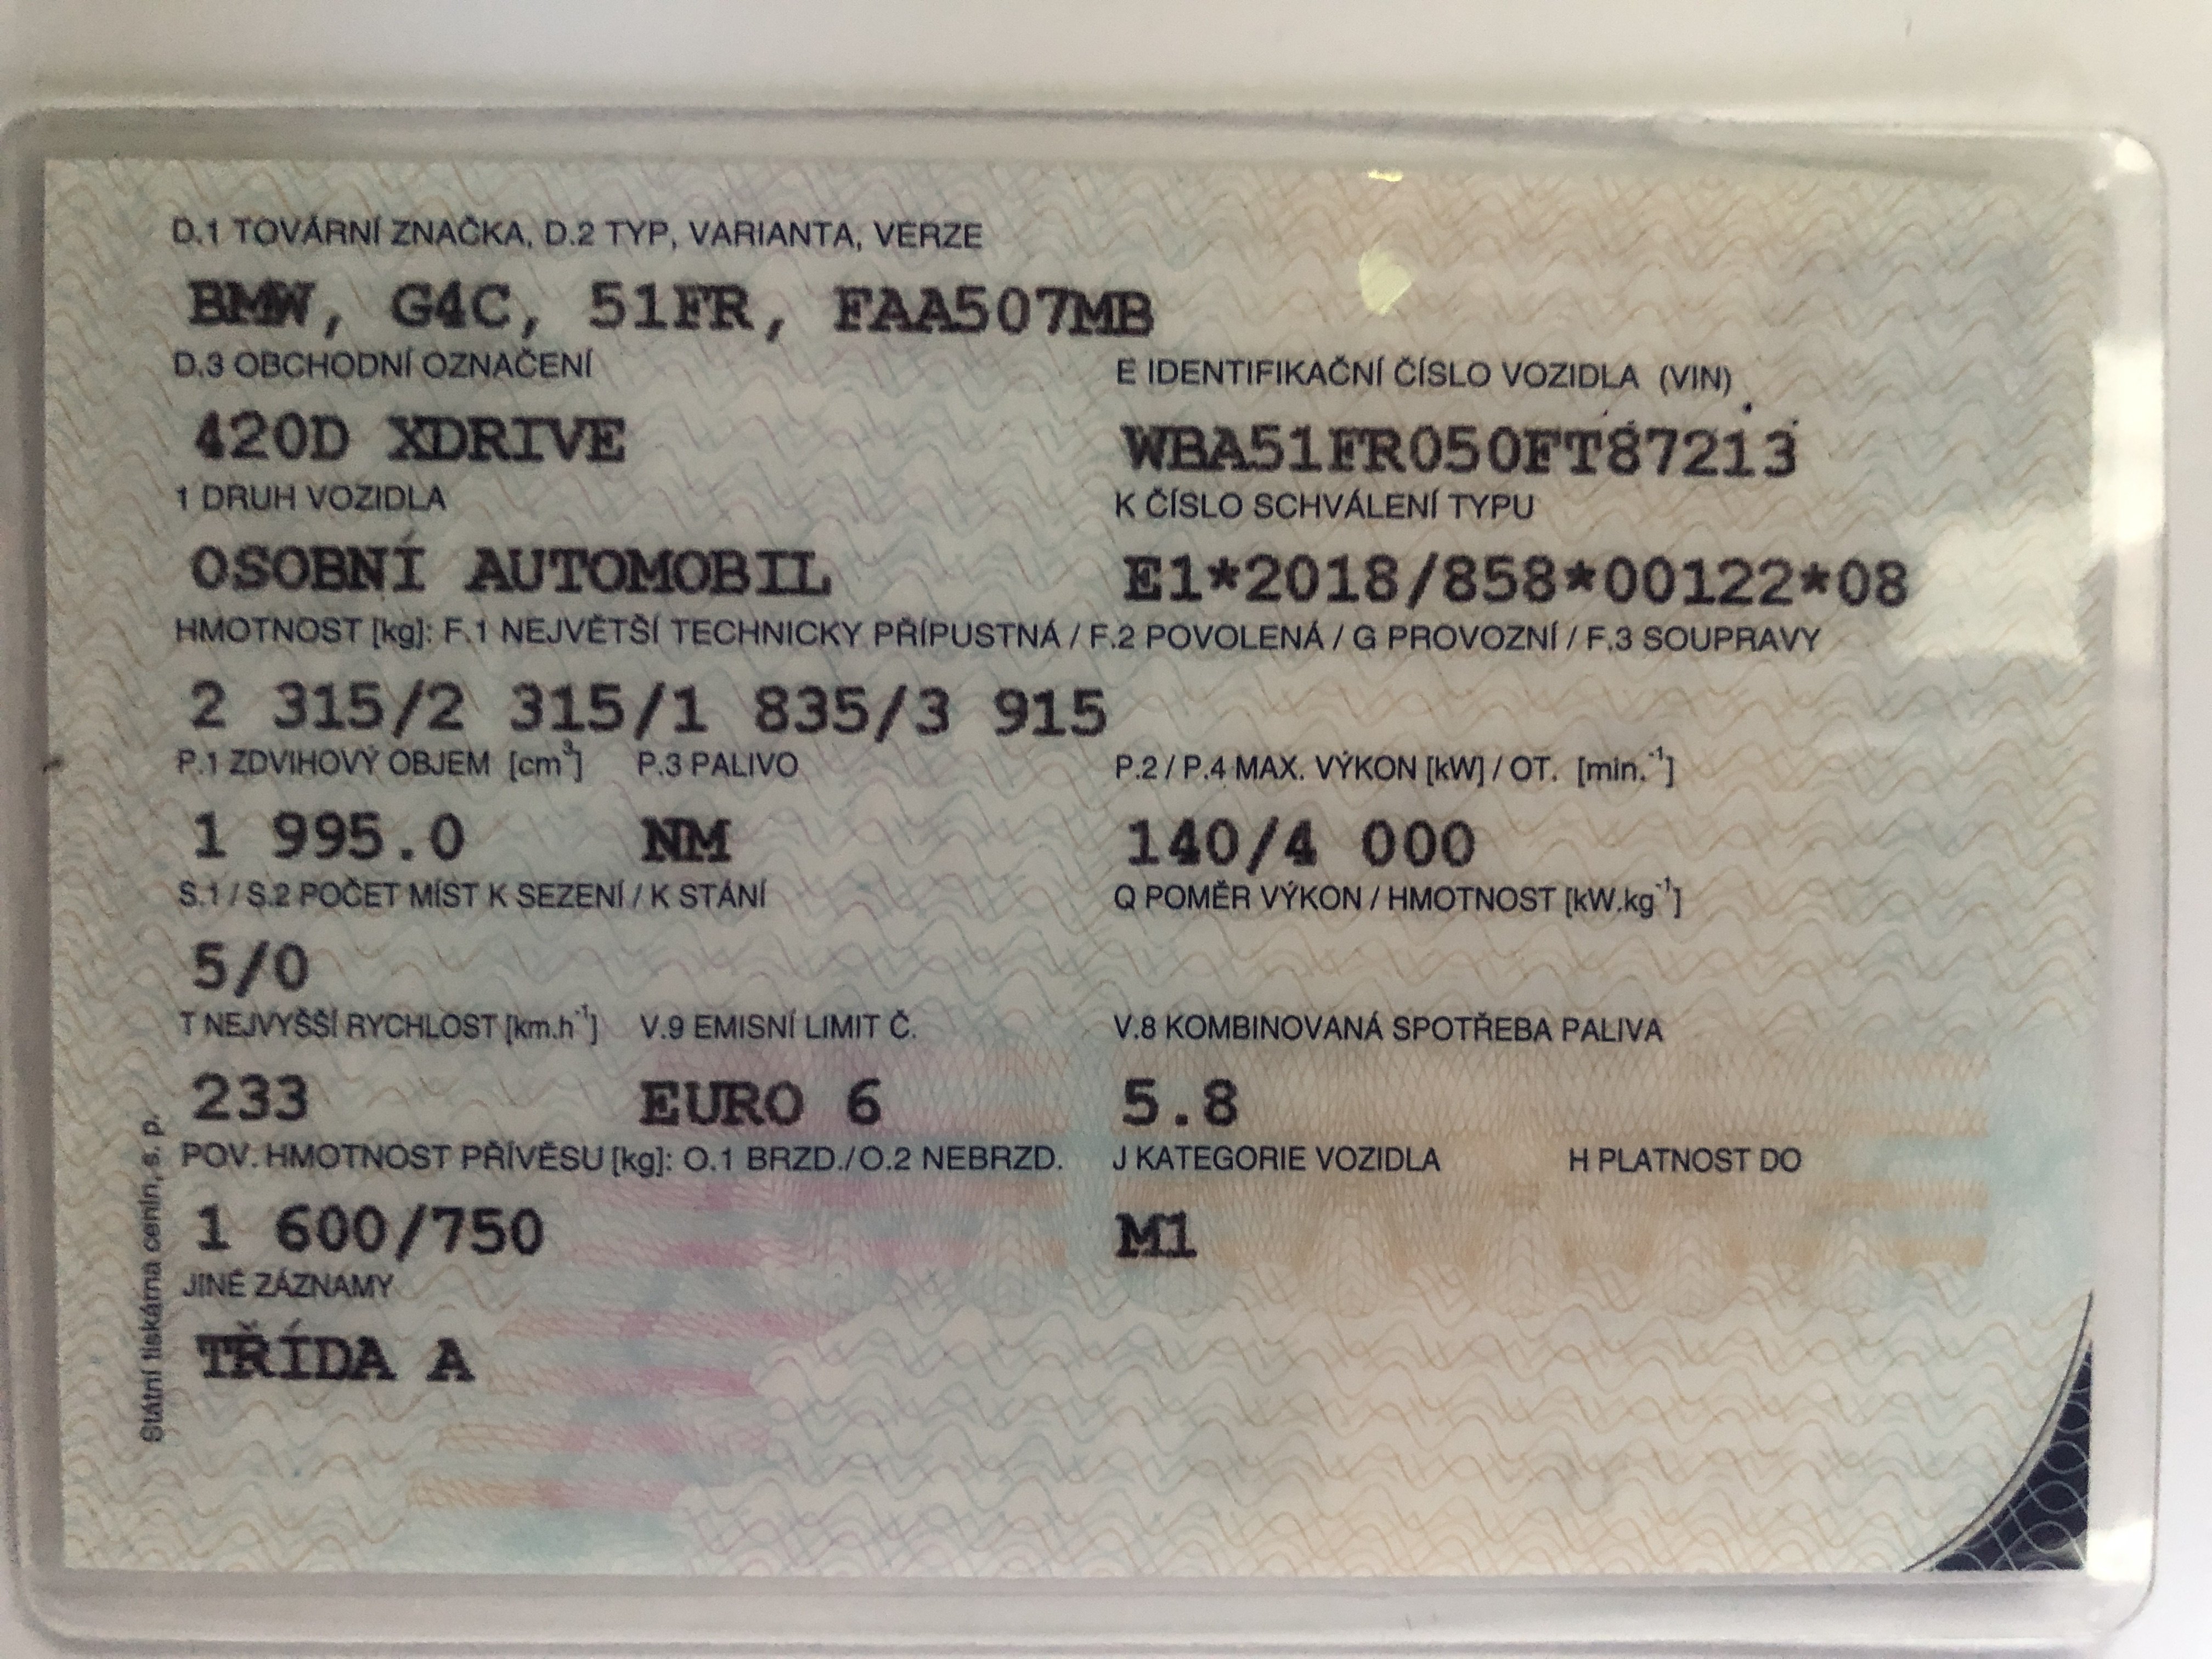 D.1 TOVÁRNÍ ZNAČKA, D.2 TYP, VARIANTA, VERZE
BMW, G4C, 51FR, FAA507MB
D.3 OBCHODNÍ OZNAČENÍ E IDENTIFIKAČNÍ ČÍSLO VOZIDLA (VIN)
420D XDRIVE WBA51FR050FT87213
1 DRUH VOZIDLA K ČÍSLO SCHVÁLENÍ TYPU
OSOBNÍ AUTOMOBIL E1*2018/858*00122*08
HMOTNOST [kg]: F.1 NEJVĚTŠÍ TECHNICKY PŘÍPUSTNÁ / F.2 POVOLENÁ / G PROVOZNÍ / F.3 SOUPRAVY
2 315/2 315/1 835/3 915
P.1 ZDVIHOVÝ OBJEM [cm³] P.3 PALIVO P.2 / P.4 MAX. VÝKON [kW] / OT. [min.⁻¹]
1 995.0 NM 140/4 000
S.1 / S.2 POČET MÍST K SEZENÍ / K STÁNÍ Q POMĚR VÝKON / HMOTNOST [kW.kg⁻¹]
5/0
T NEJVYŠŠÍ RYCHLOST [km.h⁻¹] V.9 EMISNÍ LIMIT Č. V.8 KOMBINOVANÁ SPOTŘEBA PALIVA
233 EURO 6 5.8
POV. HMOTNOST PŘÍVĚSU [kg]: O.1 BRZD./O.2 NEBRZD. J KATEGORIE VOZIDLA H PLATNOST DO
1 600/750 M1
JINÉ ZÁZNAMY
TŘÍDA A
Státní tiskárna cenin, s. p.